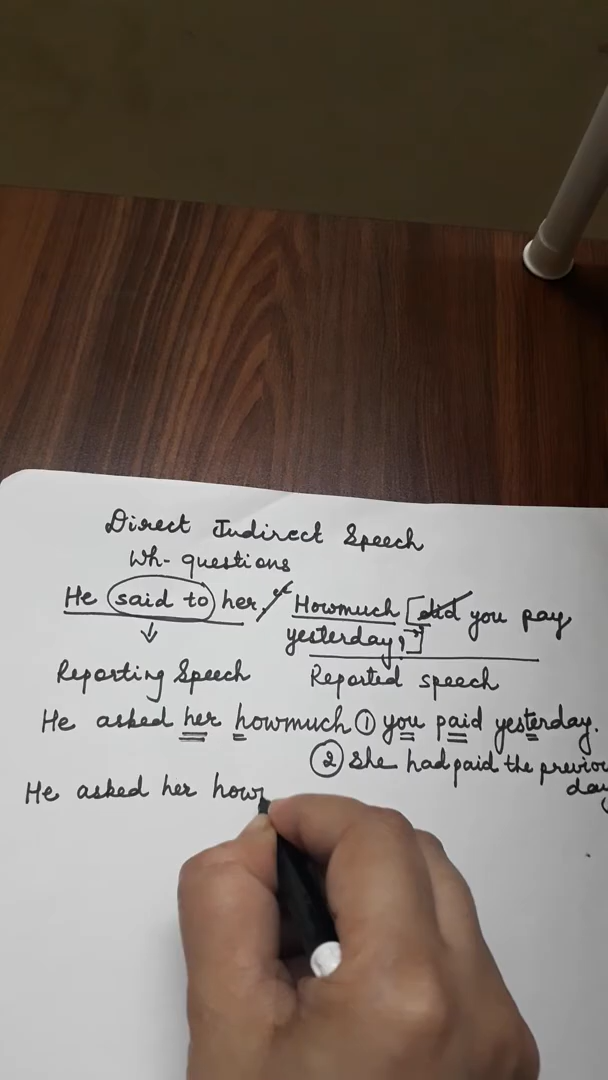 Direct Indirect Speech
Wh- questions
He said to her, " Howmuch [did you pay
yesterday?"]
Reporting Speech Reported speech
He asked her howmuch ① you paid yesterday.
② she had paid the previou
day
He asked her how